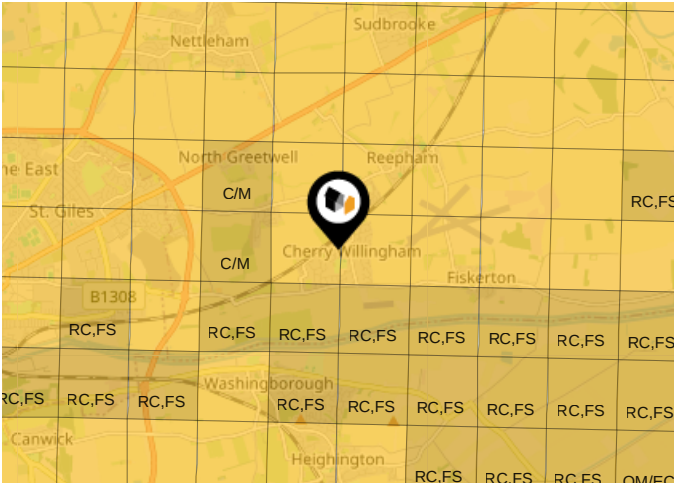 Sudbrooke
Nettleham
North Greetwell
Reepham
ne East
C/M
RC,FS
St. Giles
Cherry Willingham
C/M
Fiskerton
B1308
RC,FS
RC,FS
RC,FS
RC,FS
RC,FS
RC,FS
RC,FS
RC,FS
Washingborough
RC,FS
RC,FS
RC,FS
RC,FS
RC,FS
RC,FS
RC,FS
RC,FS
RC,FS
Canwick
Heighington
RC,FS
RC,FS
RC,FS